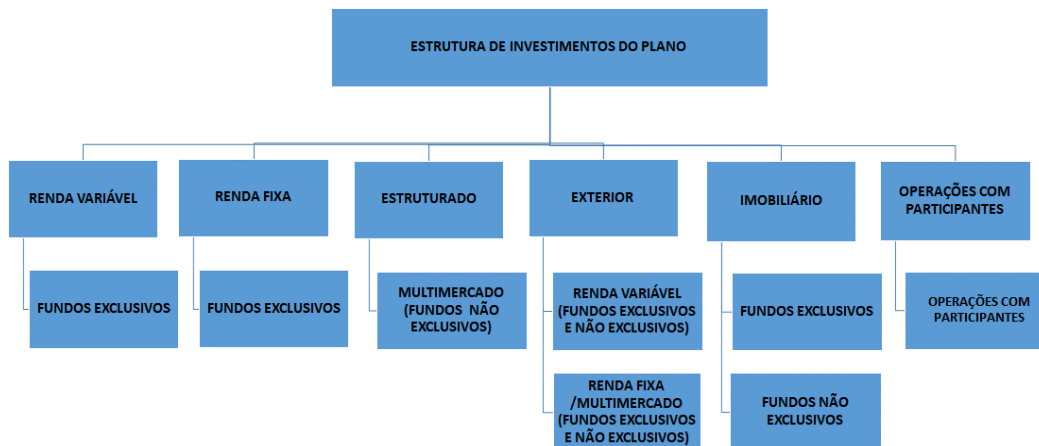 ESTRUTURA DE INVESTIMENTOS DO PLANO
RENDA VARIÁVEL
RENDA FIXA
ESTRUTURADO
EXTERIOR
IMOBILIÁRIO
OPERAÇÕES COM
PARTICIPANTES
FUNDOS EXCLUSIVOS
FUNDOS EXCLUSIVOS
MULTIMERCADO
(FUNDOS NÃO
EXCLUSIVOS)
RENDA VARIÁVEL
(FUNDOS EXCLUSIVOS
E NÃO EXCLUSIVOS)
FUNDOS EXCLUSIVOS
OPERAÇÕES COM
PARTICIPANTES
RENDA FIXA
/MULTIMERCADO
(FUNDOS EXCLUSIVOS
E NÃO EXCLUSIVOS)
FUNDOS NÃO
EXCLUSIVOS